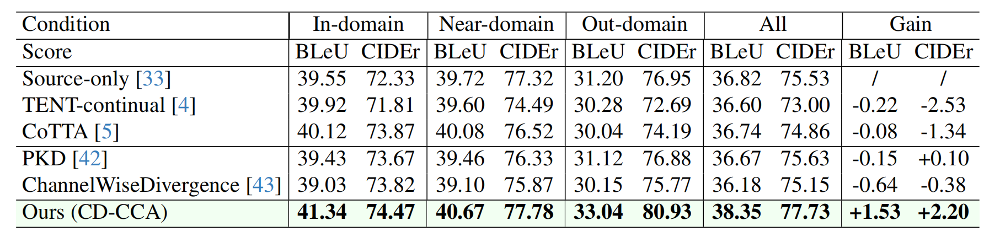 Condition In-domain Near-domain Out-domain All Gain
Score BLeU CIDEr BLeU CIDEr BLeU CIDEr BLeU CIDEr BLeU CIDEr
Source-only [33] 39.55 72.33 39.72 77.32 31.20 76.95 36.82 75.53 / /
TENT-continual [4] 39.92 71.81 39.60 74.49 30.28 72.69 36.60 73.00 -0.22 -2.53
CoTTA [5] 40.12 73.87 40.08 76.52 30.04 74.19 36.74 74.86 -0.08 -1.34
PKD [42] 39.43 73.67 39.46 76.33 31.12 76.88 36.67 75.63 -0.15 +0.10
ChannelWiseDivergence [43] 39.03 73.82 39.10 75.87 30.15 75.77 36.18 75.15 -0.64 -0.38
Ours (CD-CCA) 41.34 74.47 40.67 77.78 33.04 80.93 38.35 77.73 +1.53 +2.20